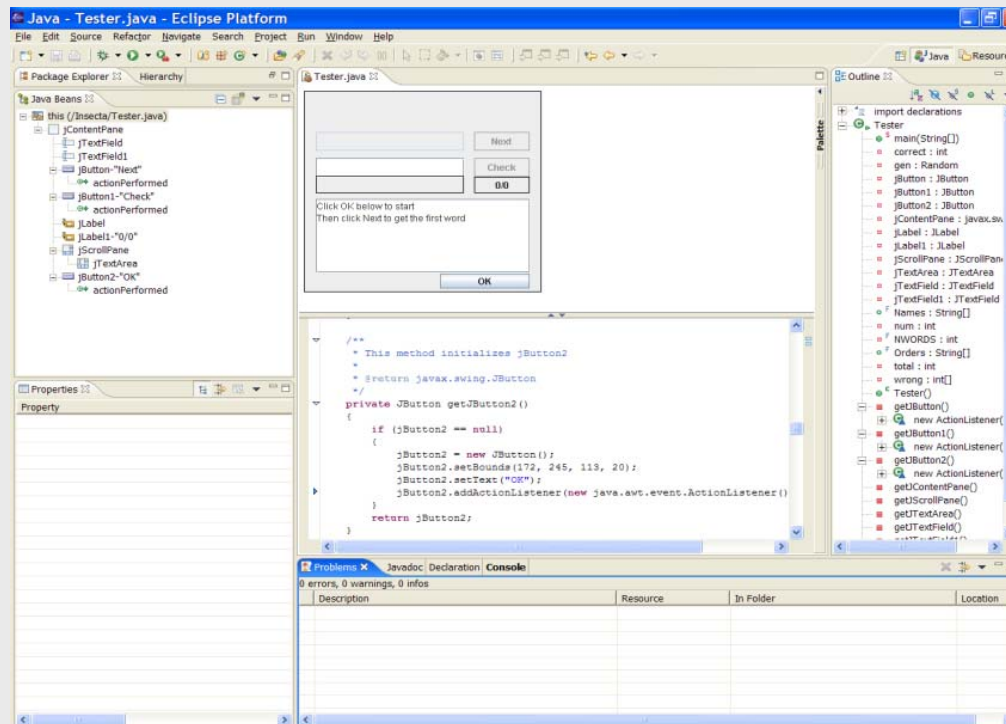 Java - Tester.java - Eclipse Platform
File Edit Source Refactor Navigate Search Project Run Window Help
Java Resour
Package Explorer Hierarchy
Java Beans
this (/Insecta/Tester.java)
jContentPane
jTextField
jTextField1
jButton-"Next"
actionPerformed
jButton1-"Check"
actionPerformed
jLabel
jLabel1-"0/0"
jScrollPane
jTextArea
jButton2-"OK"
actionPerformed
Properties
Property
Tester.java
Next
Check
0/0
Click OK below to start
Then click Next to get the first word
OK
Palette
/**
* This method initializes jButton2
*
* @return javax.swing.JButton
*/
private JButton getJButton2()
{
if (jButton2 == null)
{
jButton2 = new JButton();
jButton2.setBounds(172, 245, 113, 20);
jButton2.setText("OK");
jButton2.addActionListener(new java.awt.event.ActionListener()
}
return jButton2;
}
Outline
import declarations
Tester
main(String[])
correct : int
gen : Random
jButton : JButton
jButton1 : JButton
jButton2 : JButton
jContentPane : javax.sw
jLabel : JLabel
jLabel1 : JLabel
jScrollPane : JScrollPan
jTextArea : JTextArea
jTextField : JTextField
jTextField1 : JTextField
Names : String[]
num : int
NWORDS : int
Orders : String[]
total : int
wrong : int[]
Tester()
getJButton()
new ActionListener(
getJButton1()
new ActionListener(
getJButton2()
new ActionListener(
getJContentPane()
getJScrollPane()
getJTextArea()
getJTextField()
Problems Javadoc Declaration Console
0 errors, 0 warnings, 0 infos
Description Resource In Folder Location